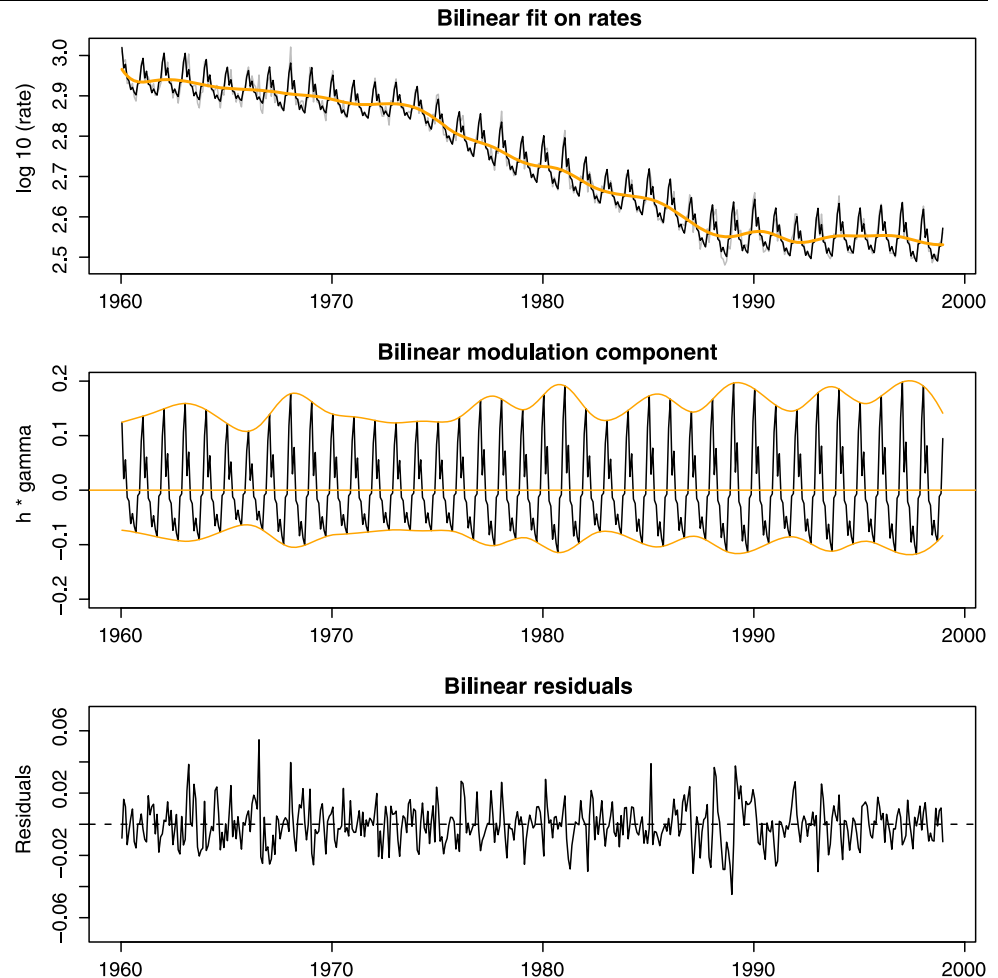 Bilinear fit on rates
log 10 (rate)
3.0
2.9
2.8
2.7
2.6
2.5
1960 1970 1980 1990 2000
Bilinear modulation component
h * gamma
0.2
0.1
0.0
−0.1
−0.2
1960 1970 1980 1990 2000
Bilinear residuals
Residuals
0.06
0.02
−0.02
−0.06
1960 1970 1980 1990 2000